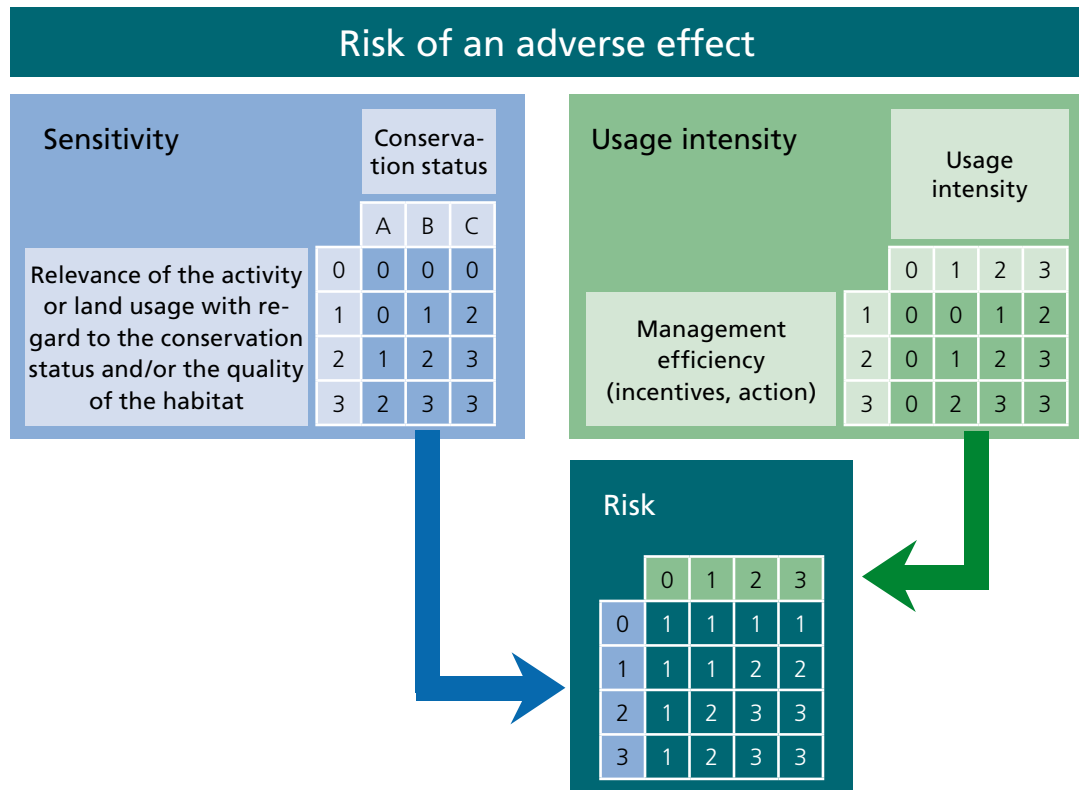 Risk of an adverse effect
Sensitivity
Conserva-
tion status
A B C
Relevance of the activity
or land usage with re-
gard to the conservation
status and/or the quality
of the habitat
0 0 0 0
1 0 1 2
2 1 2 3
3 2 3 3
Usage intensity
Usage
intensity
0 1 2 3
Management
efficiency
(incentives, action)
1 0 0 1 2
2 0 1 2 3
3 0 2 3 3
Risk
0 1 2 3
0 1 1 1 1
1 1 1 2 2
2 1 2 3 3
3 1 2 3 3